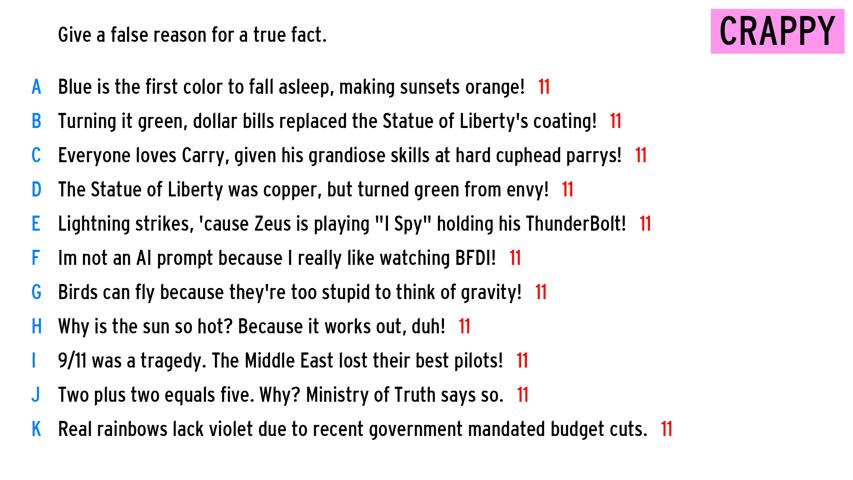 Give a false reason for a true fact.
CRAPPY
A Blue is the first color to fall asleep, making sunsets orange! 11
B Turning it green, dollar bills replaced the Statue of Liberty's coating! 11
C Everyone loves Carry, given his grandiose skills at hard cuphead parrys! 11
D The Statue of Liberty was copper, but turned green from envy! 11
E Lightning strikes, 'cause Zeus is playing "I Spy" holding his ThunderBolt! 11
F Im not an AI prompt because I really like watching BFDI! 11
G Birds can fly because they're too stupid to think of gravity! 11
H Why is the sun so hot? Because it works out, duh! 11
I 9/11 was a tragedy. The Middle East lost their best pilots! 11
J Two plus two equals five. Why? Ministry of Truth says so. 11
K Real rainbows lack violet due to recent government mandated budget cuts. 11